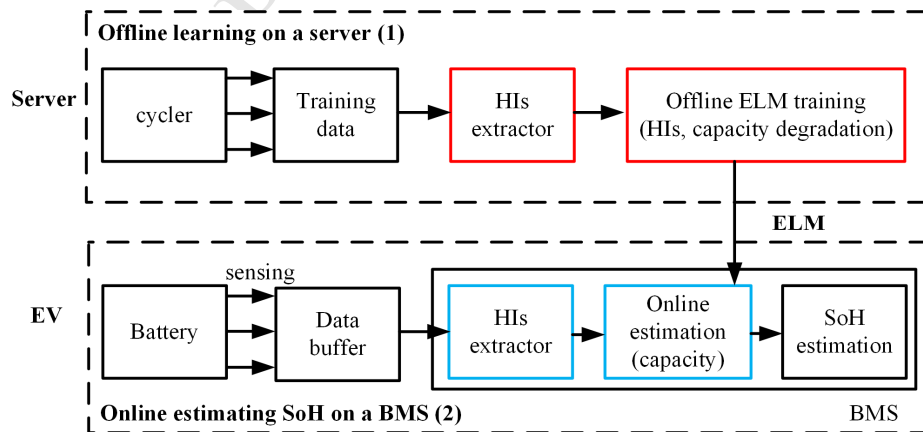 Offline learning on a server (1)
Server
cycler
Training
data
HIs
extractor
Offline ELM training
(HIs, capacity degradation)
ELM
EV
sensing
Battery
Data
buffer
HIs
extractor
Online
estimation
(capacity)
SoH
estimation
Online estimating SoH on a BMS (2)
BMS